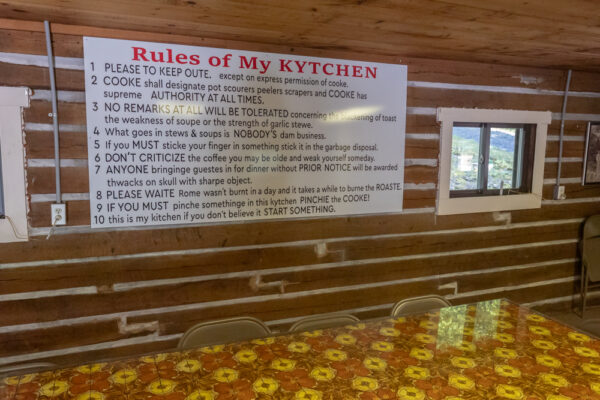 Rules of My KYTCHEN
1 PLEASE TO KEEP OUTE. except on express permission of cooke.
2 COOKE shall designate pot scourers peelers scrapers and COOKE has
supreme AUTHORITY AT ALL TIMES.
3 NO REMARKS AT ALL WILL BE TOLERATED concerning the blackening of toast
the weakness of soupe or the strength of garlic stewe.
4 What goes in stews & soups is NOBODY'S dam business.
5 If you MUST sticke your finger in something stick it in the garbage disposal.
6 DON'T CRITICIZE the coffee you may be olde and weak yourself someday.
7 ANYONE bringinge guestes in for dinner without PRIOR NOTICE will be awarded
thwacks on skull with sharpe object.
8 PLEASE WAITE Rome wasn't burnt in a day and it takes a while to burne the ROASTE.
9 IF YOU MUST pinche somethinge in this kytchen PINCHIE the COOKE!
10 this is my kitchen if you don't believe it START SOMETHING.